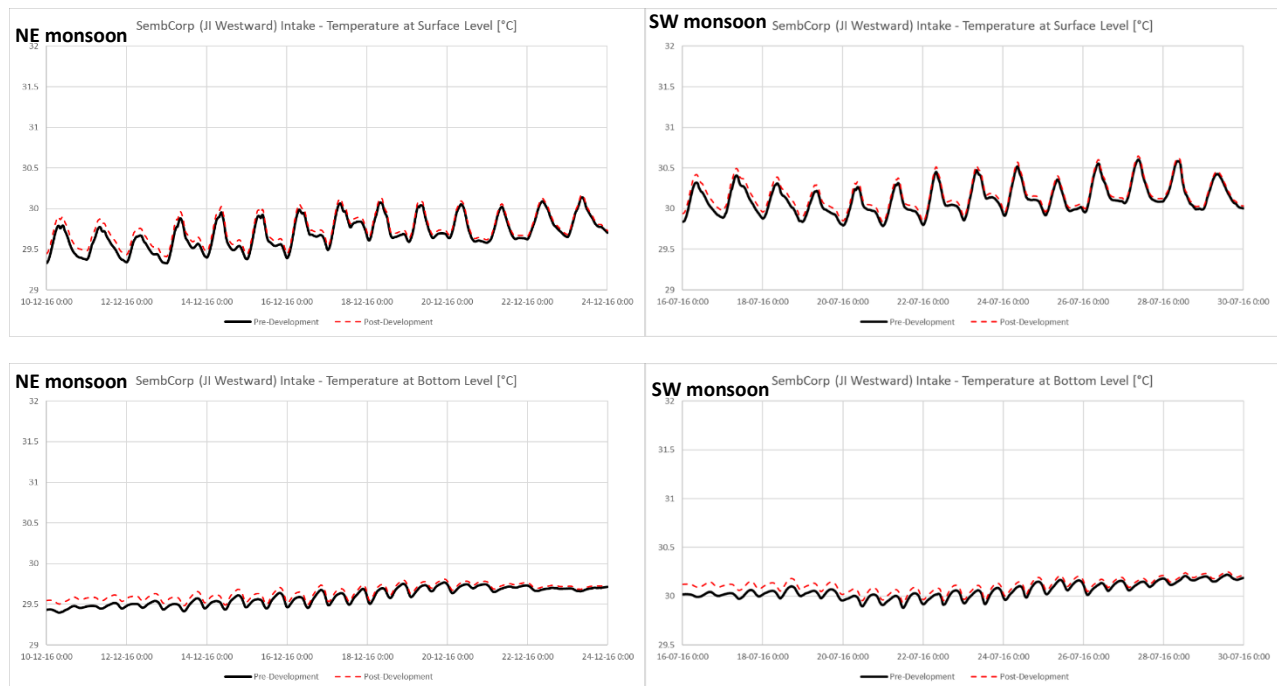 NE monsoon
SembCorp (JI Westward) Intake - Temperature at Surface Level [°C]
32
31.5
31
30.5
30
29.5
29
10-12-16 0:00 12-12-16 0:00 14-12-16 0:00 16-12-16 0:00 18-12-16 0:00 20-12-16 0:00 22-12-16 0:00 24-12-16 0:00
Pre-Development Post-Development
SW monsoon
SembCorp (JI Westward) Intake - Temperature at Surface Level [°C]
32
31.5
31
30.5
30
29.5
29
16-07-16 0:00 18-07-16 0:00 20-07-16 0:00 22-07-16 0:00 24-07-16 0:00 26-07-16 0:00 28-07-16 0:00 30-07-16 0:00
Pre-Development Post-Development
NE monsoon
SembCorp (JI Westward) Intake - Temperature at Bottom Level [°C]
32
31.5
31
30.5
30
29.5
29
10-12-16 0:00 12-12-16 0:00 14-12-16 0:00 16-12-16 0:00 18-12-16 0:00 20-12-16 0:00 22-12-16 0:00 24-12-16 0:00
Pre-Development Post-Development
SW monsoon
SembCorp (JI Westward) Intake - Temperature at Bottom Level [°C]
32
31.5
31
30.5
30
29.5
16-07-16 0:00 18-07-16 0:00 20-07-16 0:00 22-07-16 0:00 24-07-16 0:00 26-07-16 0:00 28-07-16 0:00 30-07-16 0:00
Pre-Development Post-Development